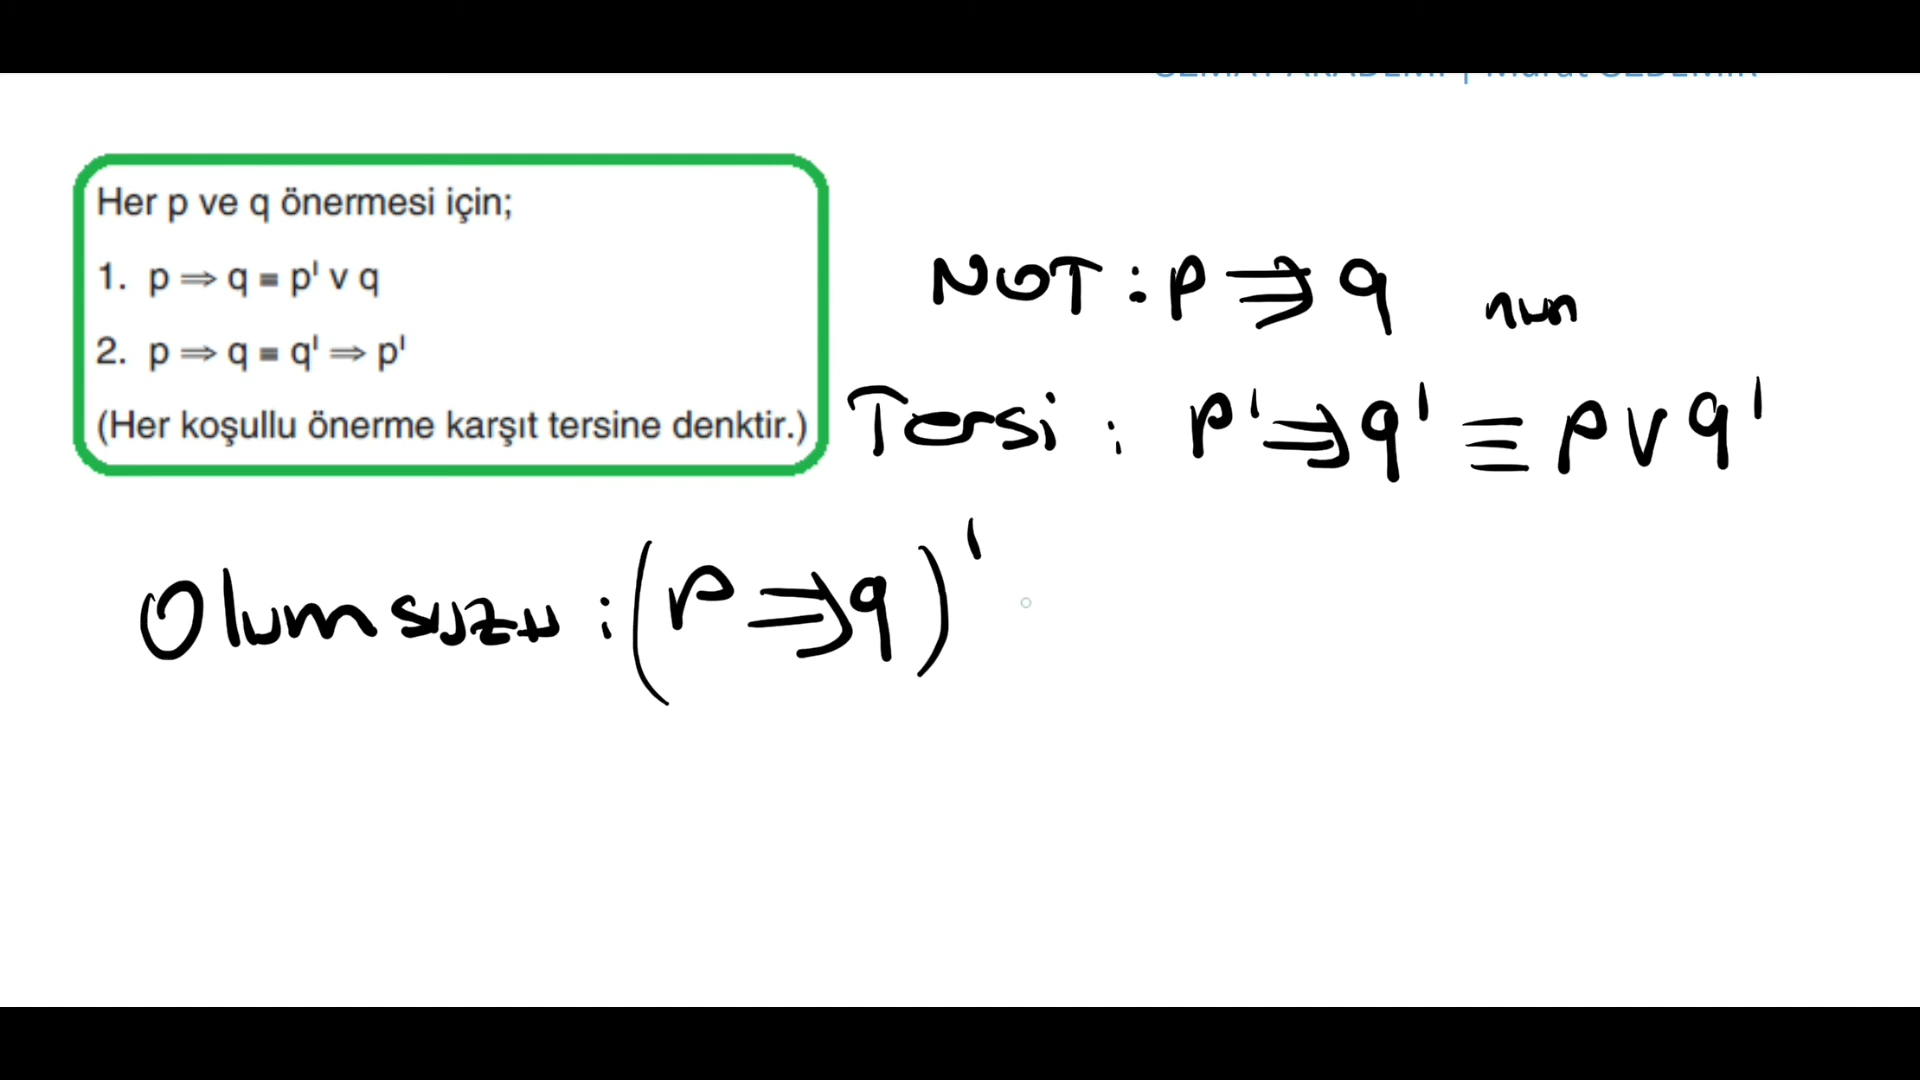 Her p ve q önermesi için;
1. p ⇒ q ≡ p' v q
2. p ⇒ q ≡ q' ⇒ p'
(Her koşullu önerme karşıt tersine denktir.)
NOT : p ⇒ q nun
Tersi : p' ⇒ q' ≡ p v q'
Olumsuzu : (p ⇒ q)'